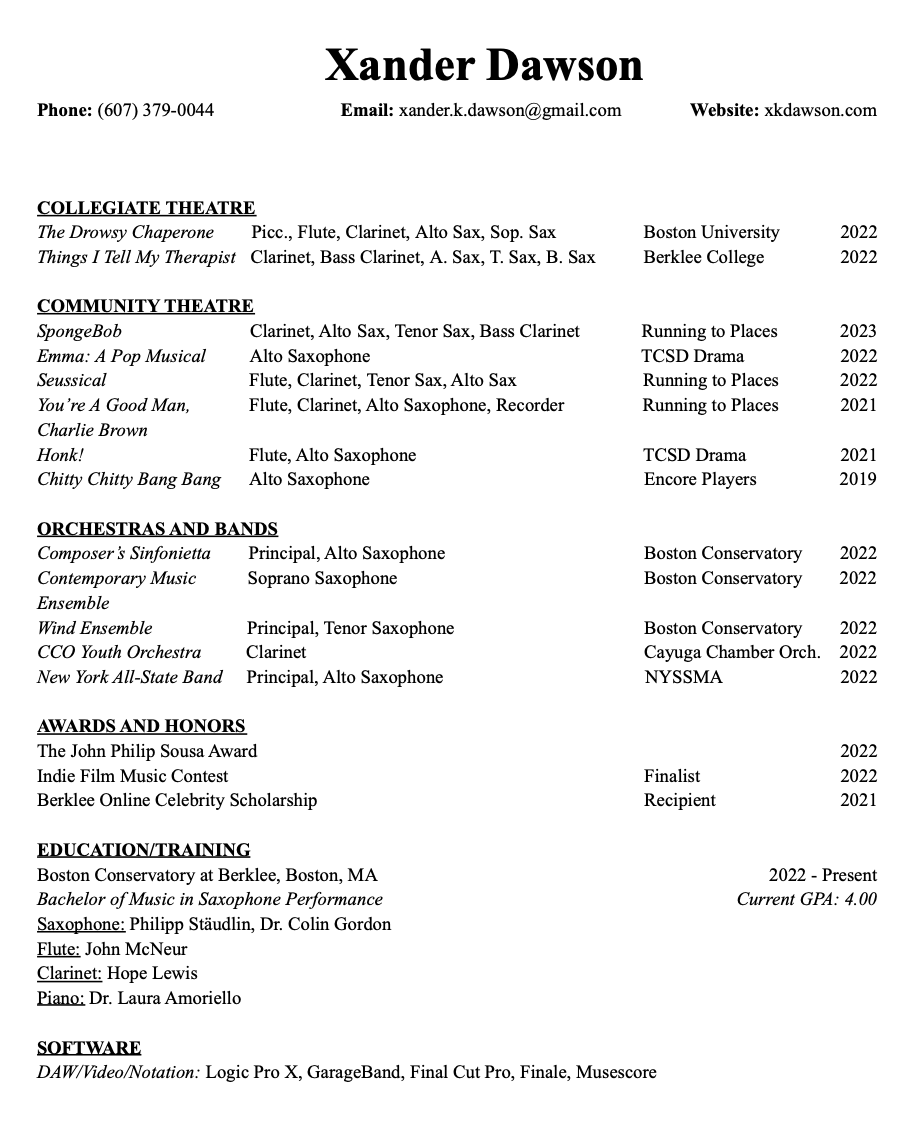 Xander Dawson
Phone: (607) 379-0044 Email: xander.k.dawson@gmail.com Website: xkdawson.com
COLLEGIATE THEATRE
The Drowsy Chaperone Picc., Flute, Clarinet, Alto Sax, Sop. Sax Boston University 2022
Things I Tell My Therapist Clarinet, Bass Clarinet, A. Sax, T. Sax, B. Sax Berklee College 2022
COMMUNITY THEATRE
SpongeBob Clarinet, Alto Sax, Tenor Sax, Bass Clarinet Running to Places 2023
Emma: A Pop Musical Alto Saxophone TCSD Drama 2022
Seussical Flute, Clarinet, Tenor Sax, Alto Sax Running to Places 2022
You’re A Good Man, Flute, Clarinet, Alto Saxophone, Recorder Running to Places 2021
Charlie Brown
Honk! Flute, Alto Saxophone TCSD Drama 2021
Chitty Chitty Bang Bang Alto Saxophone Encore Players 2019
ORCHESTRAS AND BANDS
Composer’s Sinfonietta Principal, Alto Saxophone Boston Conservatory 2022
Contemporary Music Soprano Saxophone Boston Conservatory 2022
Ensemble
Wind Ensemble Principal, Tenor Saxophone Boston Conservatory 2022
CCO Youth Orchestra Clarinet Cayuga Chamber Orch. 2022
New York All-State Band Principal, Alto Saxophone NYSSMA 2022
AWARDS AND HONORS
The John Philip Sousa Award 2022
Indie Film Music Contest Finalist 2022
Berklee Online Celebrity Scholarship Recipient 2021
EDUCATION/TRAINING
Boston Conservatory at Berklee, Boston, MA 2022 - Present
Bachelor of Music in Saxophone Performance Current GPA: 4.00
Saxophone: Philipp Stäudlin, Dr. Colin Gordon
Flute: John McNeur
Clarinet: Hope Lewis
Piano: Dr. Laura Amoriello
SOFTWARE
DAW/Video/Notation: Logic Pro X, GarageBand, Final Cut Pro, Finale, Musescore